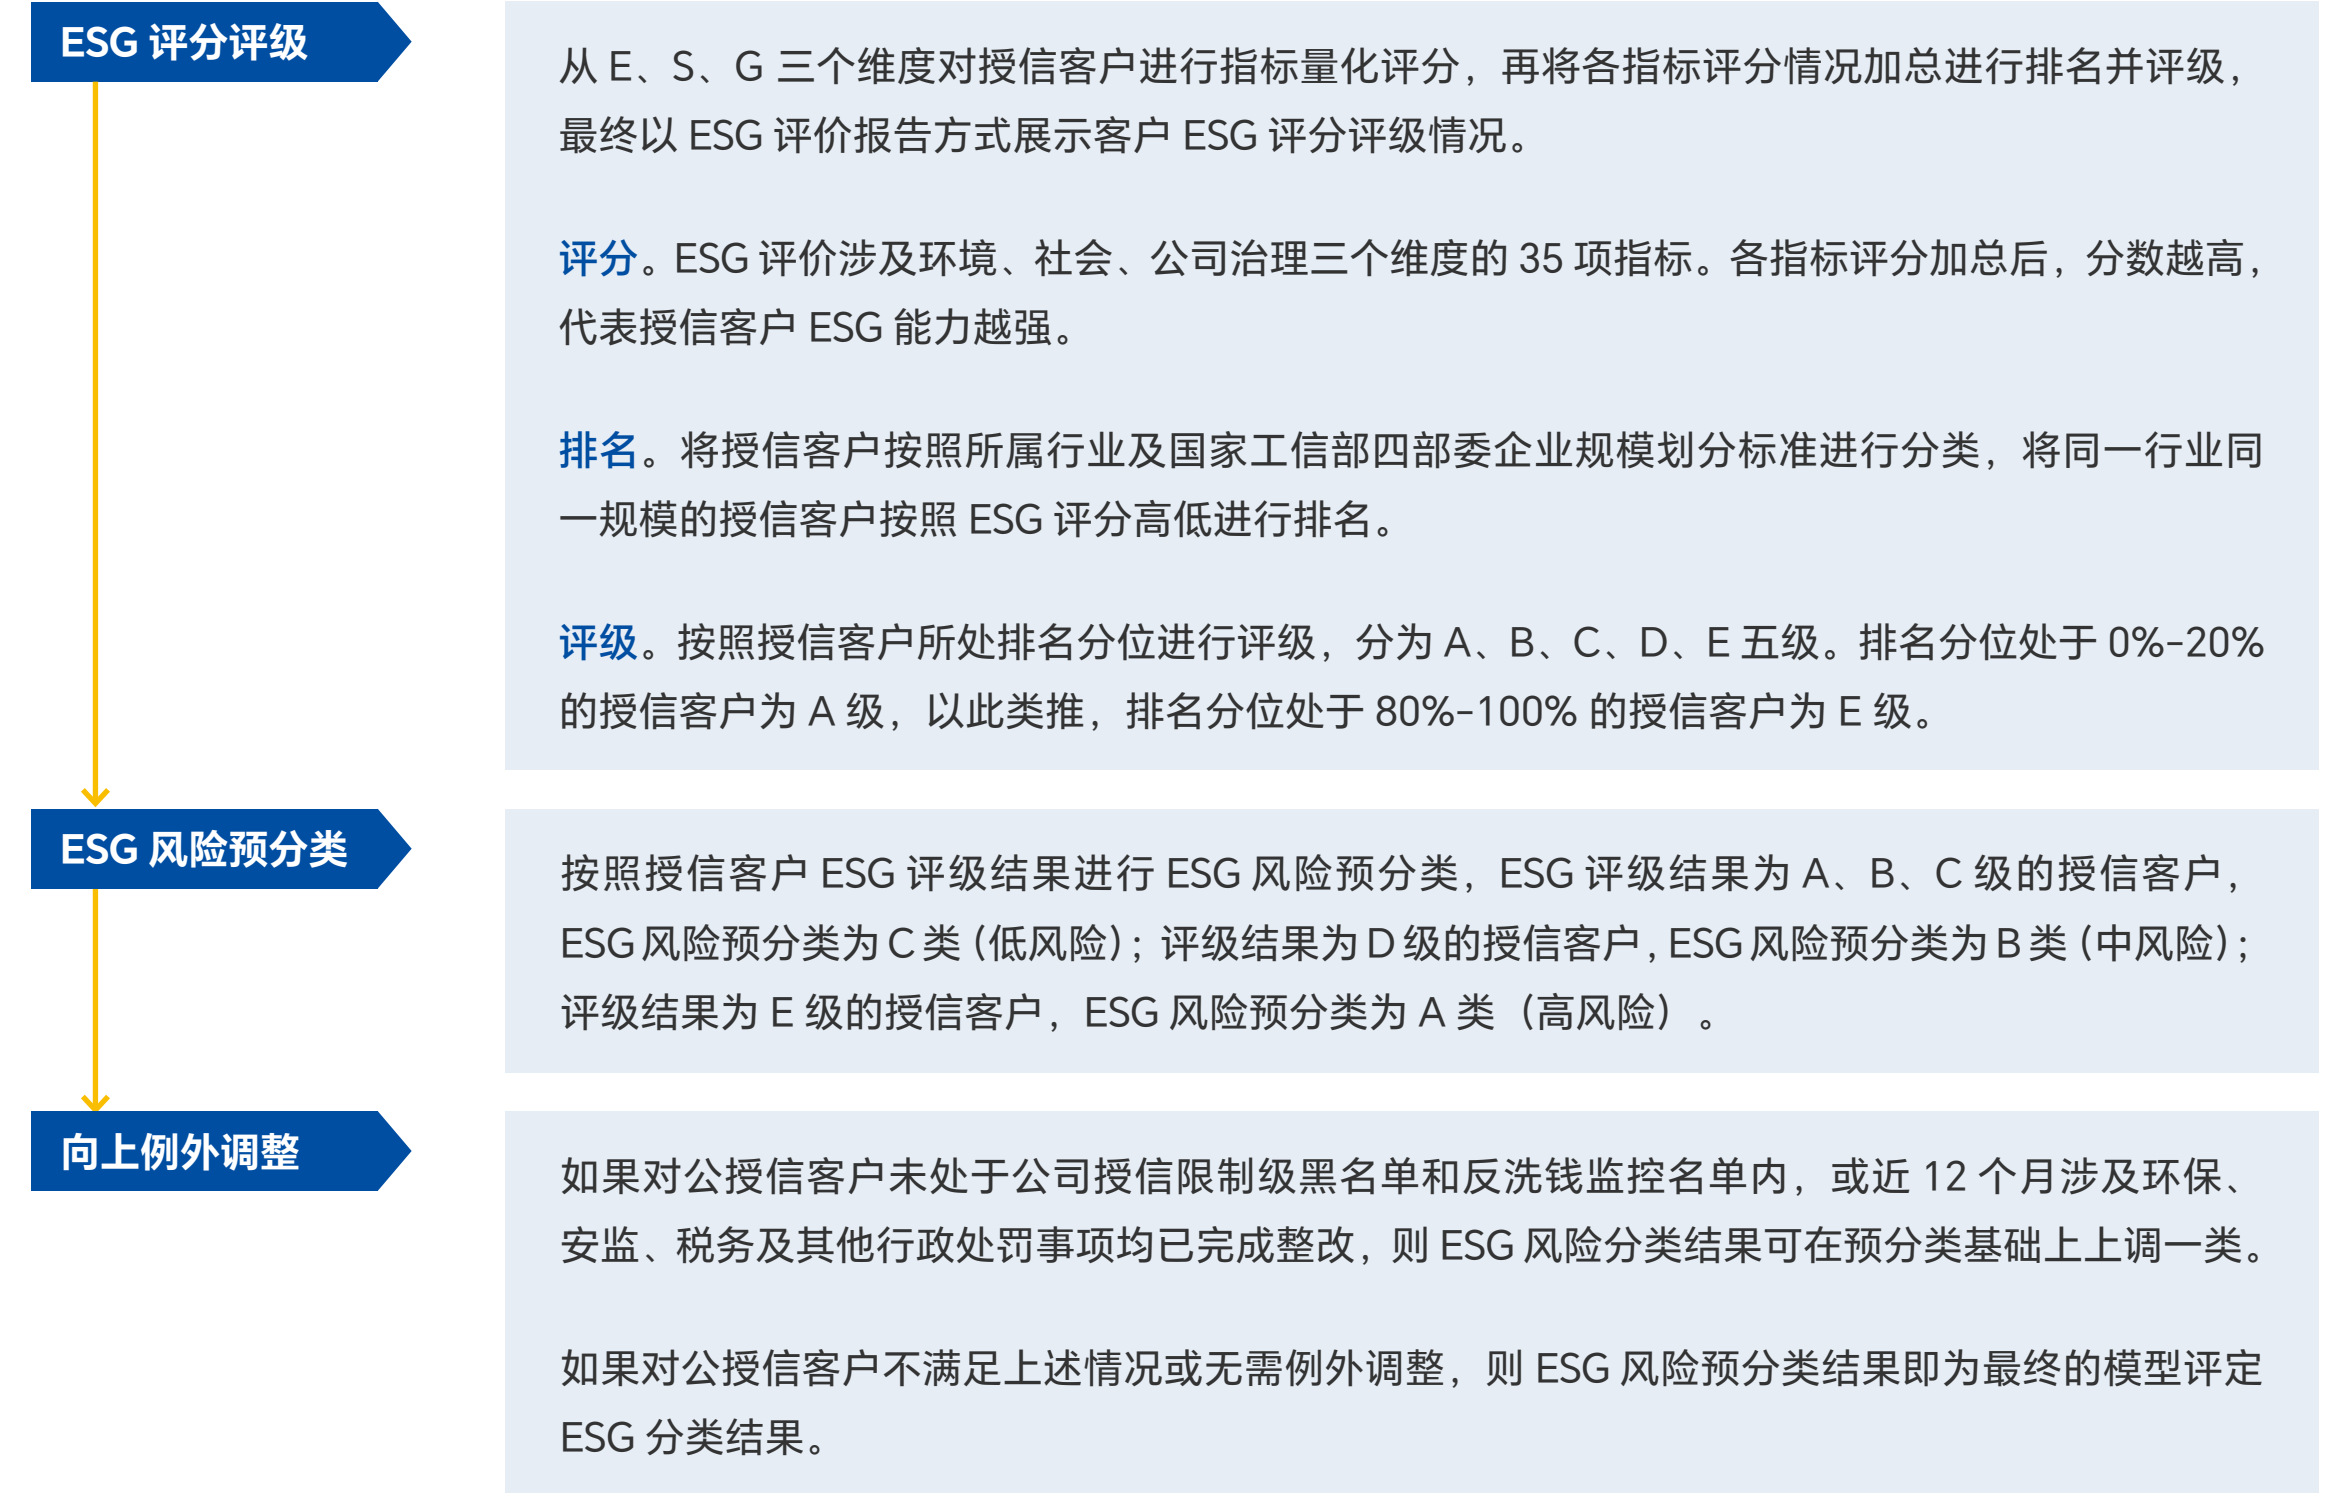 ESG 评分评级
从 E、S、G 三个维度对授信客户进行指标量化评分，再将各指标评分情况加总进行排名并评级，
最终以 ESG 评价报告方式展示客户 ESG 评分评级情况。
评分。ESG 评价涉及环境、社会、公司治理三个维度的 35 项指标。各指标评分加总后，分数越高，
代表授信客户 ESG 能力越强。
排名。将授信客户按照所属行业及国家工信部四部委企业规模划分标准进行分类，将同一行业同
一规模的授信客户按照 ESG 评分高低进行排名。
评级。按照授信客户所处排名分位进行评级，分为 A、B、C、D、E 五级。排名分位处于 0%-20%
的授信客户为 A 级，以此类推，排名分位处于 80%-100% 的授信客户为 E 级。
ESG 风险预分类
按照授信客户 ESG 评级结果进行 ESG 风险预分类，ESG 评级结果为 A、B、C 级的授信客户，
ESG 风险预分类为 C 类（低风险）；评级结果为 D 级的授信客户，ESG 风险预分类为 B 类（中风险）；
评级结果为 E 级的授信客户，ESG 风险预分类为 A 类（高风险）。
向上例外调整
如果对公授信客户未处于公司授信限制级黑名单和反洗钱监控名单内，或近 12 个月涉及环保、
安监、税务及其他行政处罚事项均已完成整改，则 ESG 风险分类结果可在预分类基础上上调一类。
如果对公授信客户不满足上述情况或无需例外调整，则 ESG 风险预分类结果即为最终的模型评定
ESG 分类结果。